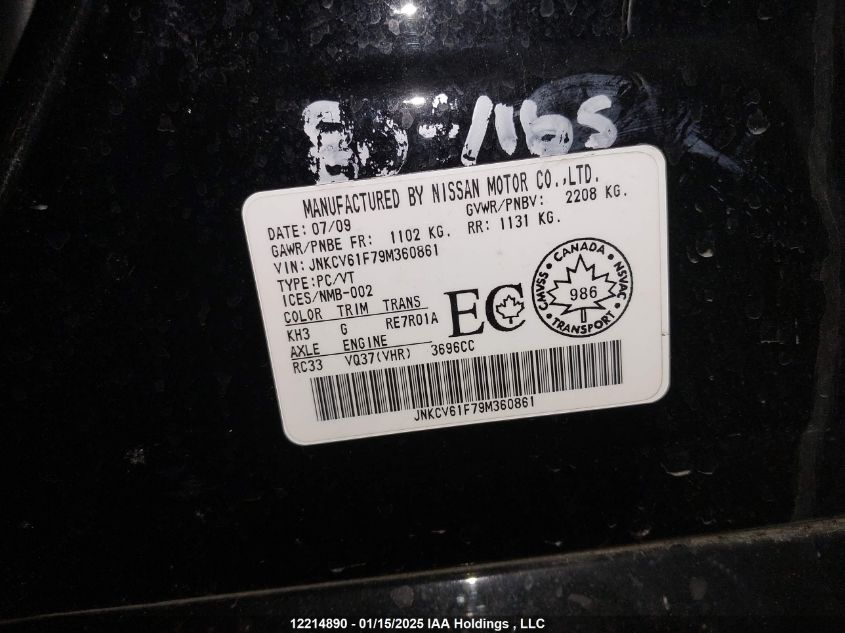 1165
MANUFACTURED BY NISSAN MOTOR CO.,LTD.
DATE: 07/09 GVWR/PNBV: 2208 KG.
GAWR/PNBE FR: 1102 KG. RR: 1131 KG.
VIN: JNKCV61F79M360861
TYPE:PC/VT
ICES/NMB-002
COLOR TRIM TRANS
KH3 G RE7R01A
AXLE ENGINE
RC33 VQ37(VHR) 3696CC
EC
CANADA
CMVSS 986 NSVAC
TRANSPORT
JNKCV61F79M360861
12214890 - 01/15/2025 IAA Holdings , LLC